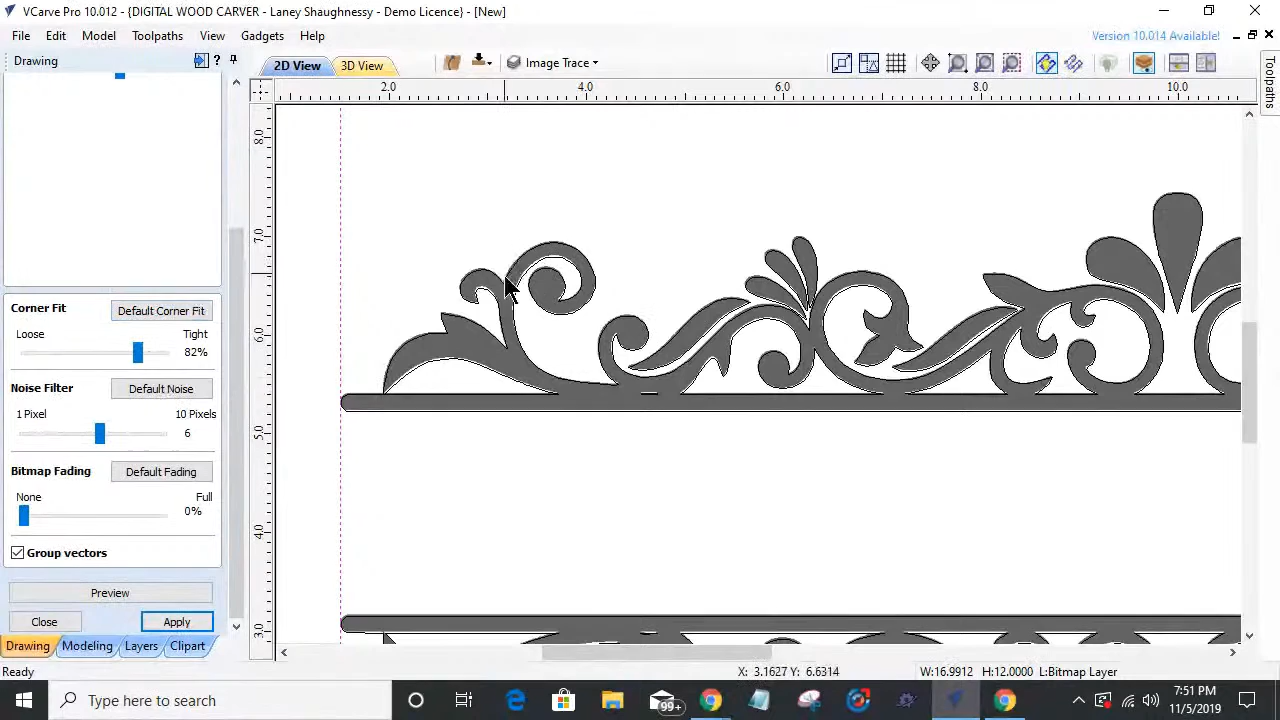 VCarve Pro 10.012 - {DIGITAL WOOD CARVER - Laney Shaughnessy - Demo Licence} - [New]
File Edit Model Toolpaths View Gadgets Help
Version 10.014 Available!
Drawing
2D View 3D View Image Trace
Toolpaths
2.0 4.0 6.0 8.0 10.0
8.0
7.0
6.0
5.0
4.0
3.0
Corner Fit Default Corner Fit
Loose Tight
82%
Noise Filter Default Noise
1 Pixel 10 Pixels
6
Bitmap Fading Default Fading
None Full
0%
Group vectors
Preview
Close Apply
Drawing Modeling Layers Clipart
Ready X: 3.1627 Y: 6.6314 W:16.9912 H:12.0000 L:Bitmap Layer
Type here to search
99+
7:51 PM
11/5/2019